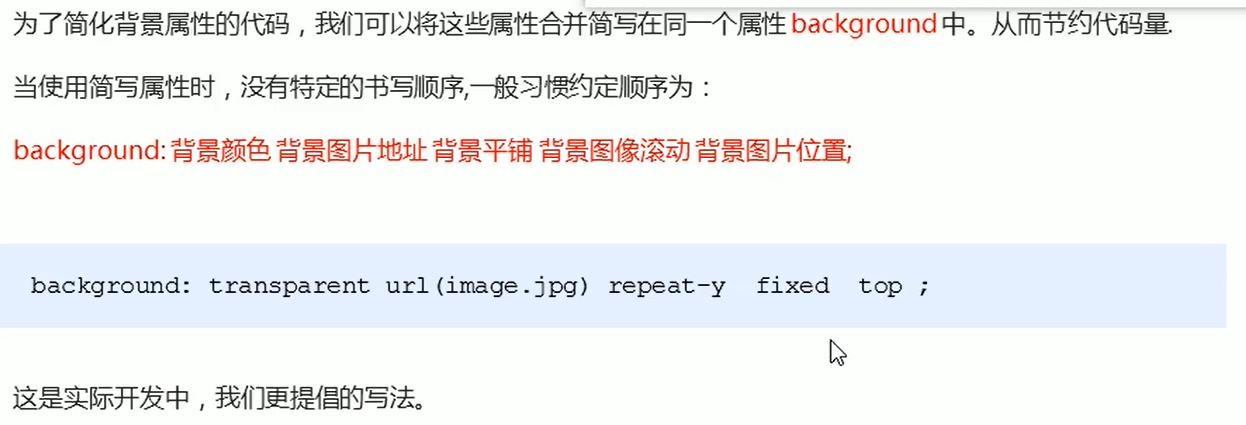 为了简化背景属性的代码，我们可以将这些属性合并简写在同一个属性 background 中。从而节约代码量.
当使用简写属性时，没有特定的书写顺序,一般习惯约定顺序为：
background: 背景颜色 背景图片地址 背景平铺 背景图像滚动 背景图片位置;
background: transparent url(image.jpg) repeat-y fixed top ;
这是实际开发中，我们更提倡的写法。